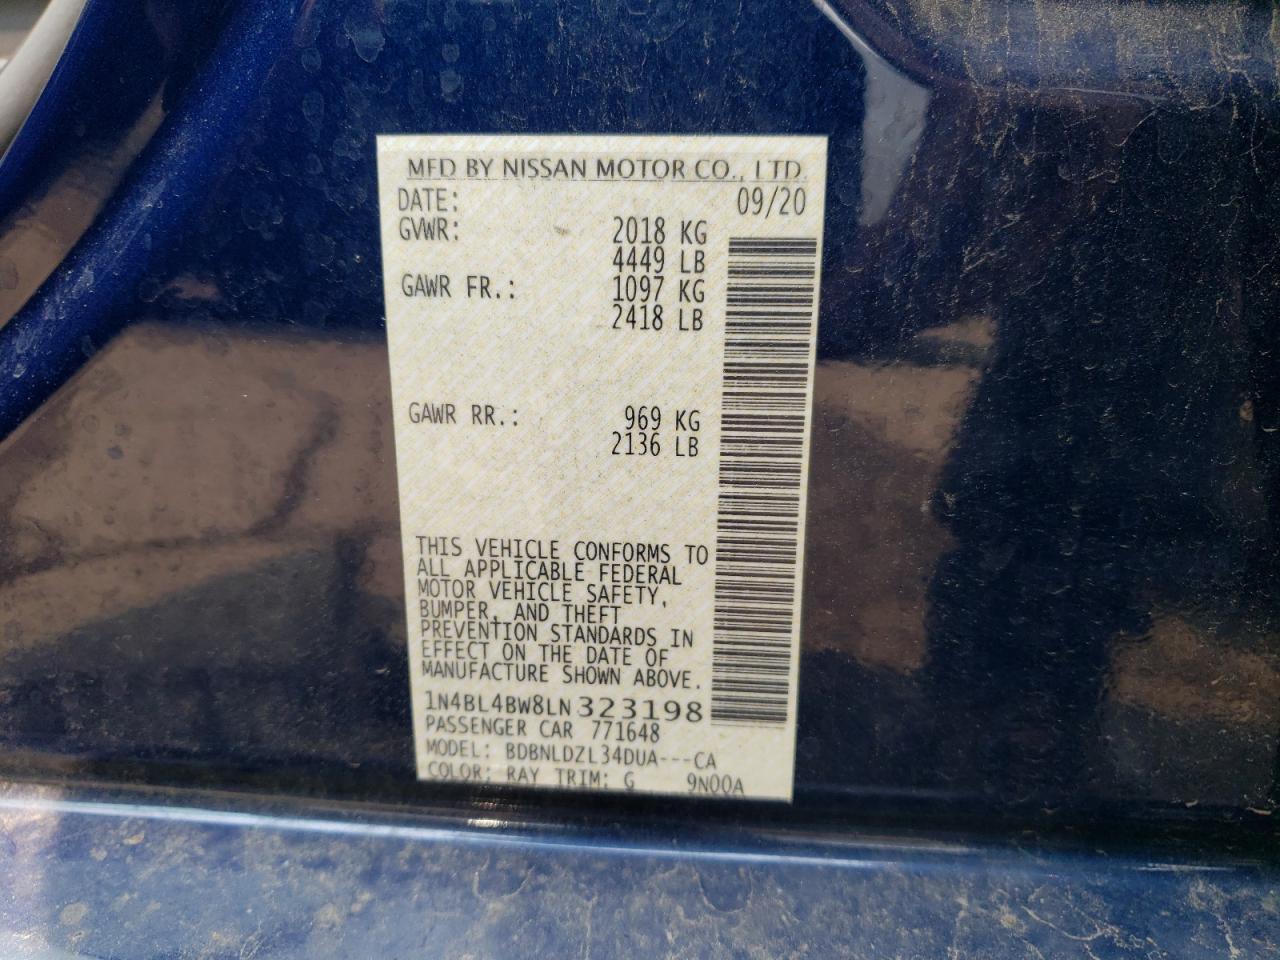 MFD BY NISSAN MOTOR CO., LTD.
DATE: 09/20
GVWR: 2018 KG
4449 LB
GAWR FR.: 1097 KG
2418 LB
GAWR RR.: 969 KG
2136 LB
THIS VEHICLE CONFORMS TO
ALL APPLICABLE FEDERAL
MOTOR VEHICLE SAFETY,
BUMPER, AND THEFT
PREVENTION STANDARDS IN
EFFECT ON THE DATE OF
MANUFACTURE SHOWN ABOVE.
1N4BL4BW8LN323198
PASSENGER CAR 771648
MODEL: BDBNLDZL34DUA---CA
COLOR: RAY TRIM: G 9N00A